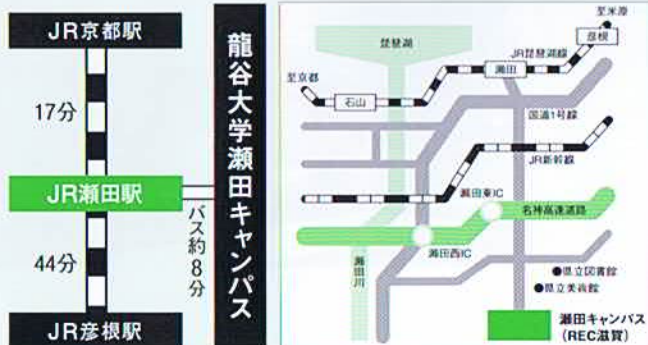 JR京都駅
17分
JR瀬田駅
44分
JR彦根駅
バス約8分
龍谷大学瀬田キャンパス
至米原
彦根
琵琶湖
JR琵琶湖線
瀬田
至京都
石山
国道1号線
JR新幹線
瀬田東IC
名神高速道路
瀬田西IC
瀬田川
●県立図書館
●県立美術館
瀬田キャンパス
(REC滋賀)